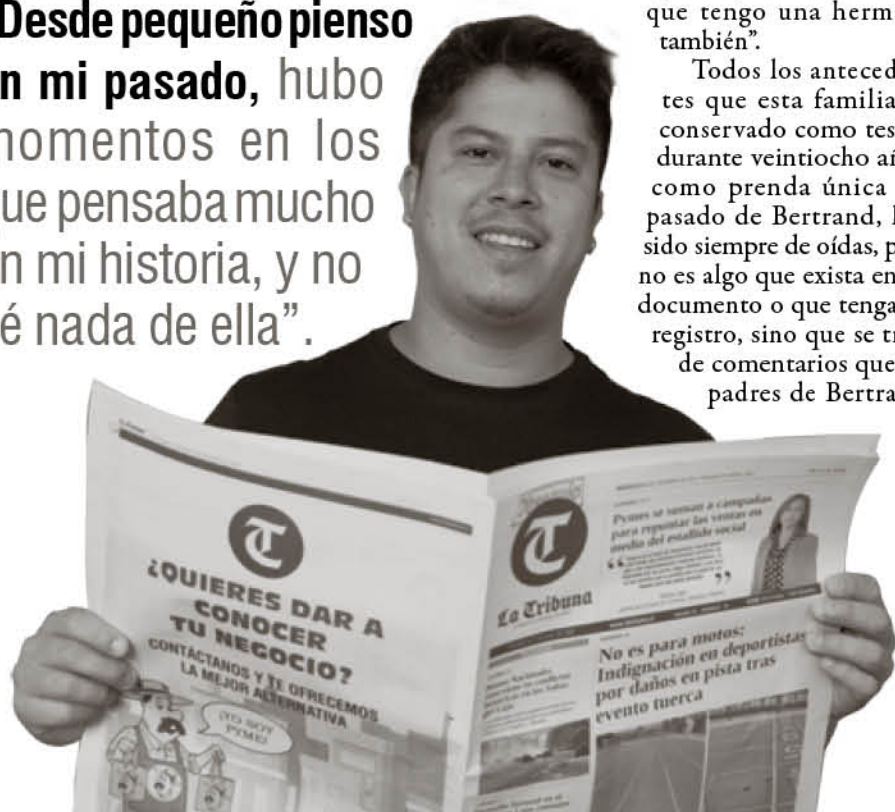 Desde pequeño pienso
n mi pasado, hubo
nomentos en los
ue pensaba mucho
n mi historia, y no
é nada de ella”.
que tengo una herm
también”.
Todos los anteced
tes que esta familia
conservado como tes
durante veintiocho añ
como prenda única
pasado de Bertrand,
sido siempre de oídas, p
no es algo que exista en
documento o que tenga
registro, sino que se tr
de comentarios que
padres de Bertra
T
¿QUIERES DAR A
CONOCER
TU NEGOCIO?
CONTÁCTANOS Y TE OFRECEMOS
LA MEJOR ALTERNATIVA
¡YO SOY
PYME!
T
La Tribuna
Pymes se suman a campañas
para repuntar las ventas en
medio del estallido social
No es para motos:
Indignación en deportistas
por daños en pista tras
evento tuerca